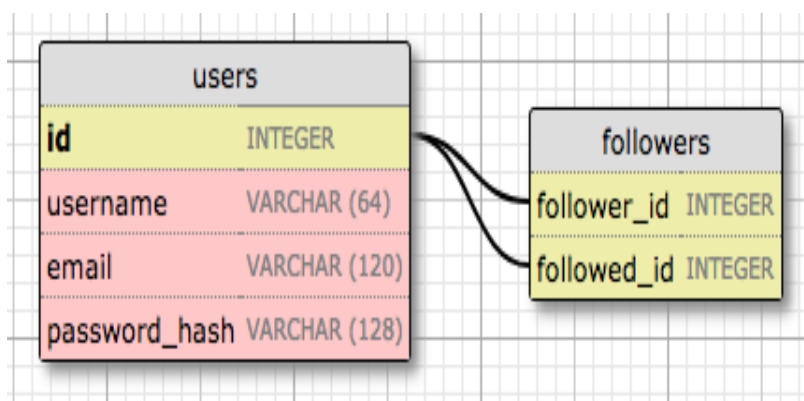 users
id INTEGER
username VARCHAR (64)
email VARCHAR (120)
password_hash VARCHAR (128)
followers
follower_id INTEGER
followed_id INTEGER